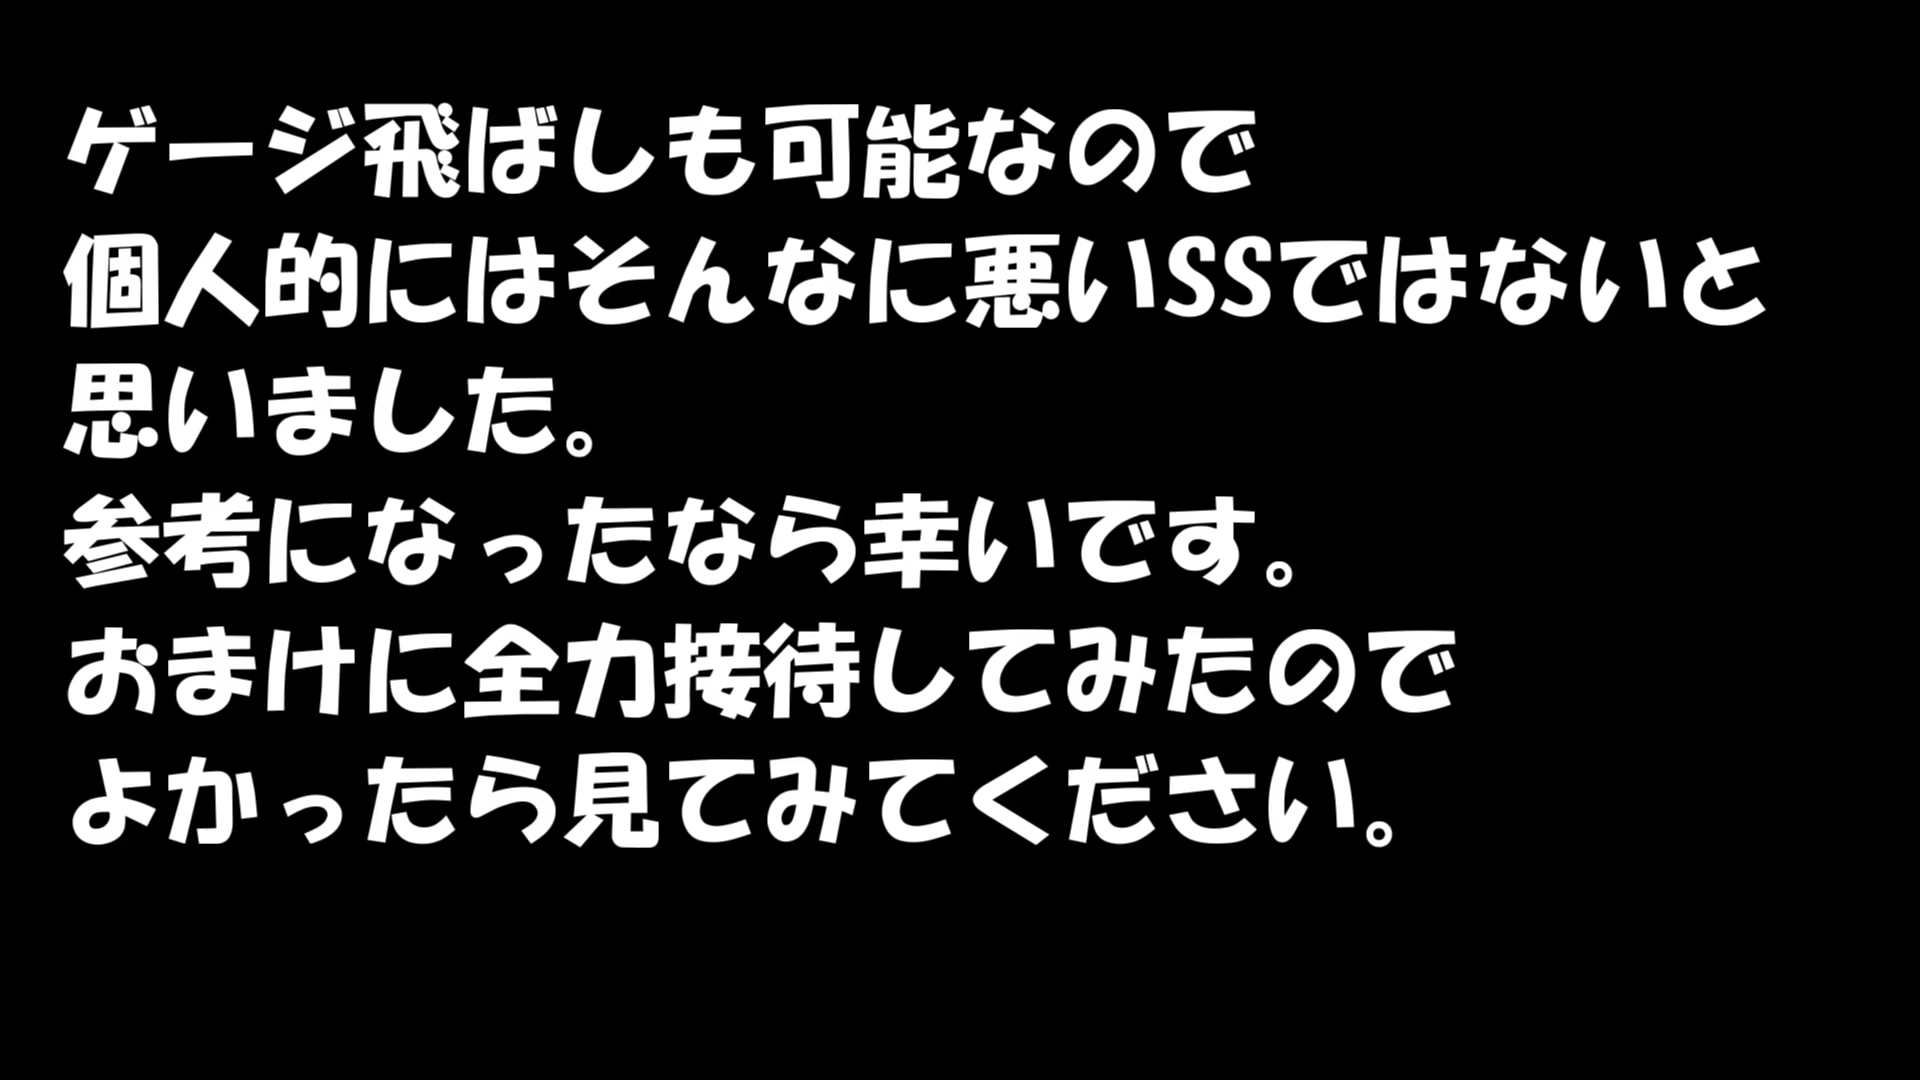 ゲージ飛ばしも可能なので
個人的にはそんなに悪いSSではないと
思いました。
参考になったなら幸いです。
おまけに全力接待してみたので
よかったら見てみてください。